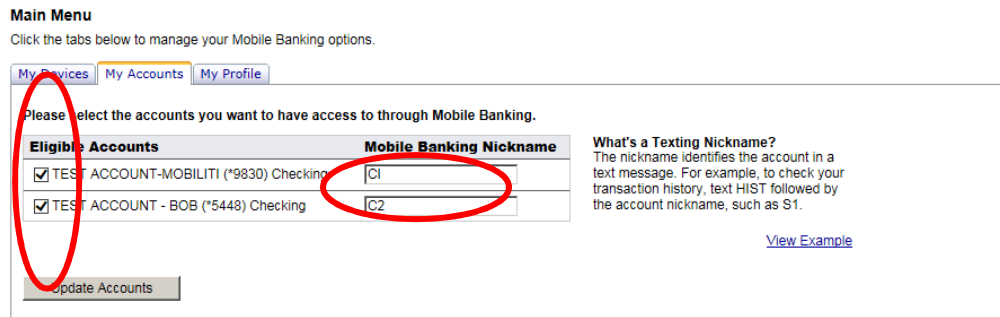 Main Menu
Click the tabs below to manage your Mobile Banking options.
My Devices My Accounts My Profile
Please select the accounts you want to have access to through Mobile Banking.
Eligible Accounts Mobile Banking Nickname
TEST ACCOUNT-MOBILITI (*9830) Checking CI
TEST ACCOUNT - BOB (*5448) Checking C2
What's a Texting Nickname?
The nickname identifies the account in a
text message. For example, to check your
transaction history, text HIST followed by
the account nickname, such as S1.
View Example
Update Accounts